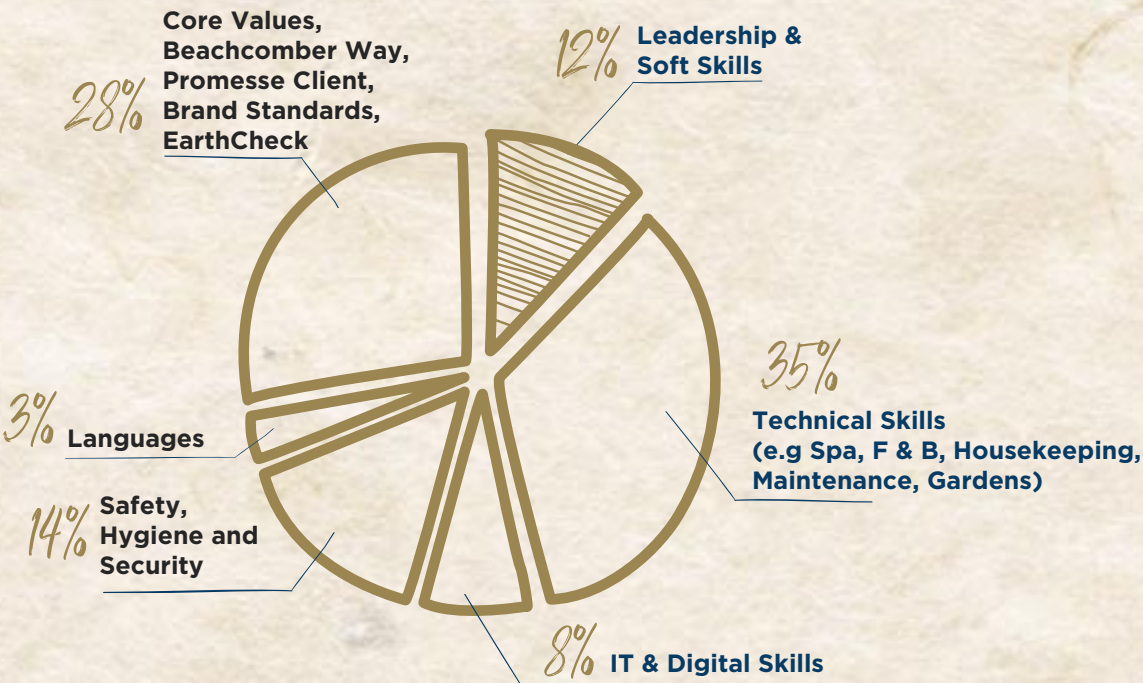 28%
Core Values,
Beachcomber Way,
Promesse Client,
Brand Standards,
EarthCheck
12%
Leadership &
Soft Skills
35%
Technical Skills
(e.g Spa, F & B, Housekeeping,
Maintenance, Gardens)
3%
Languages
14%
Safety,
Hygiene and
Security
8%
IT & Digital Skills